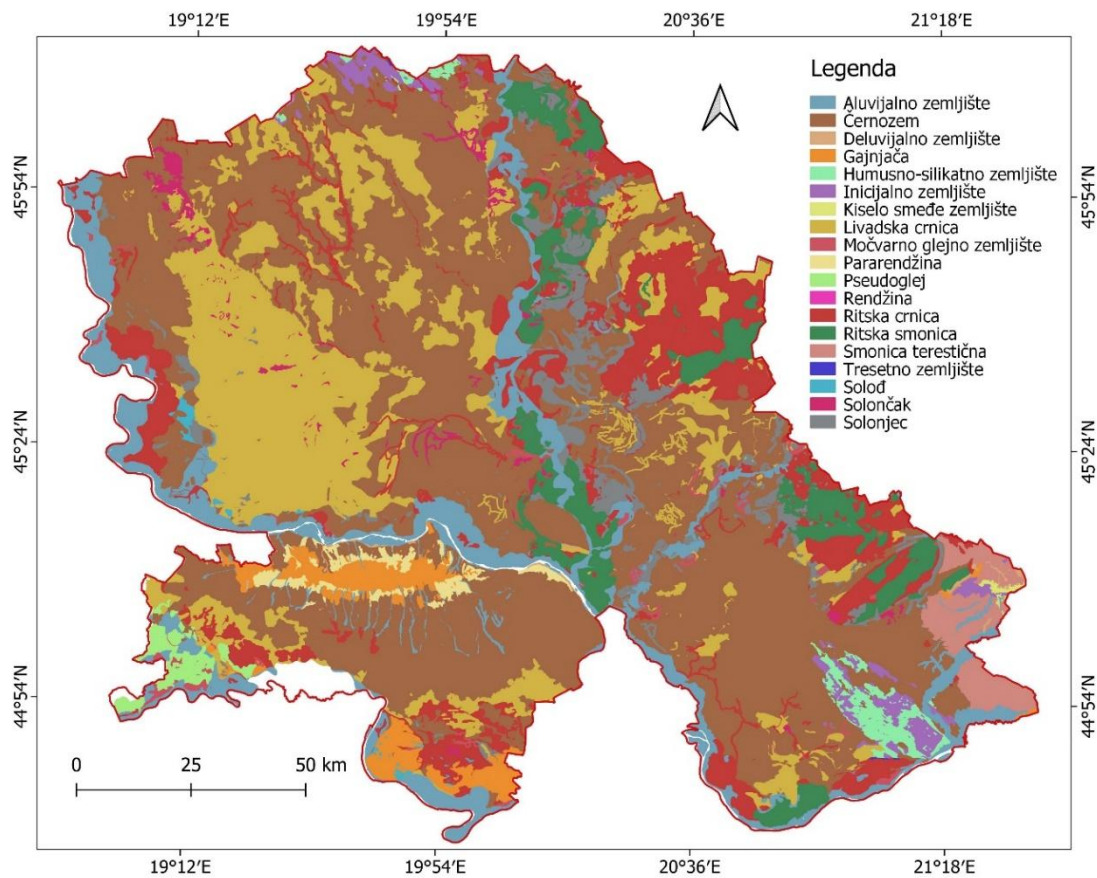 19°12′E 19°54′E 20°36′E 21°18′E
Legenda
Aluvijalno zemljište
Černozem
Deluvijalno zemljište
Gajnjača
Humusno-silikatno zemljište
Inicijalno zemljište
Kiselo smeđe zemljište
Livadska crnica
Močvarno glejno zemljište
Pararendžina
Pseudoglej
Rendžina
Ritska crnica
Ritska smonica
Smonica terestična
Tresetno zemljište
Solođ
Solončak
Solonjec
45°54′N 45°54′N
45°24′N 45°24′N
44°54′N 44°54′N
0 25 50 km
19°12′E 19°54′E 20°36′E 21°18′E